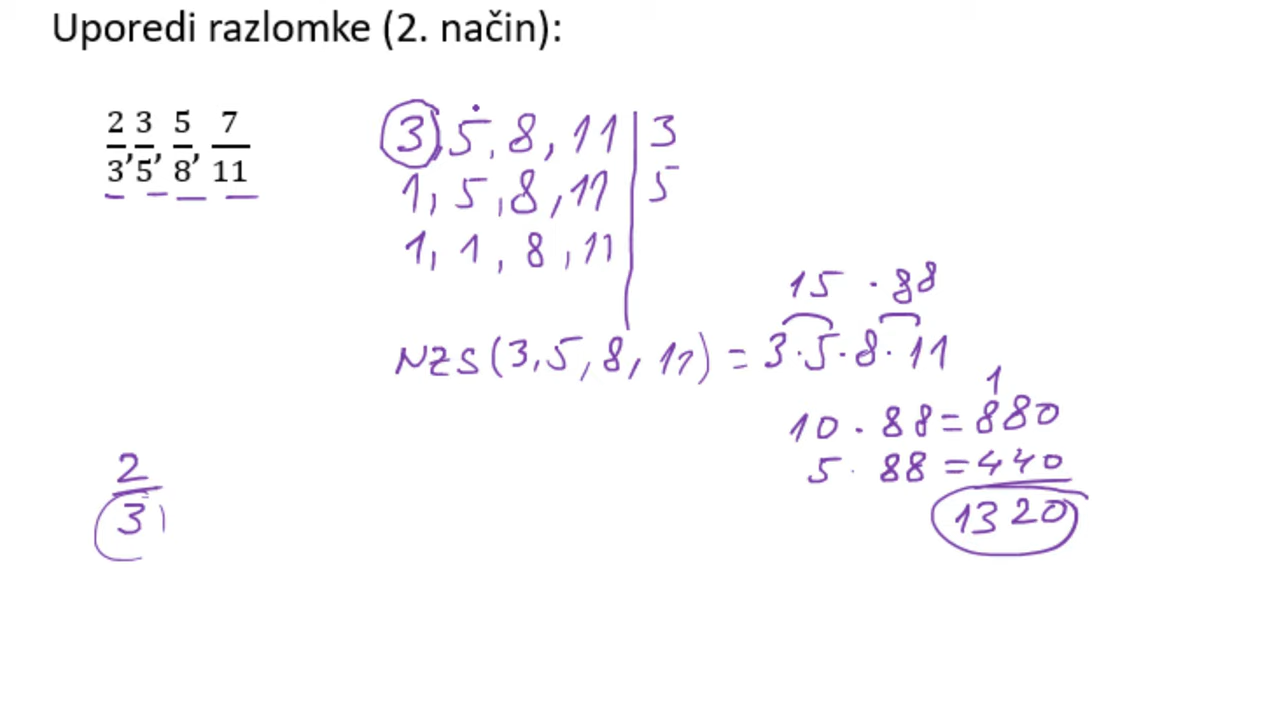 Uporedi razlomke (2. način):
2/3, 3/5, 5/8, 7/11
3, 5, 8, 11 | 3
1, 5, 8, 11 | 5
1, 1, 8, 11 |
15 · 88
NZS(3, 5, 8, 11) = 3·5·8·11
1
10 · 88 = 880
5 · 88 = 440
1320
2/3